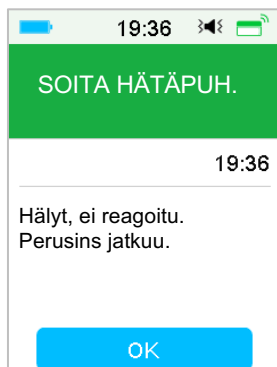 19:36
SOITA HÄTÄPUH.
19:36
Hälyt, ei reagoitu.
Perusins jatkuu.
OK